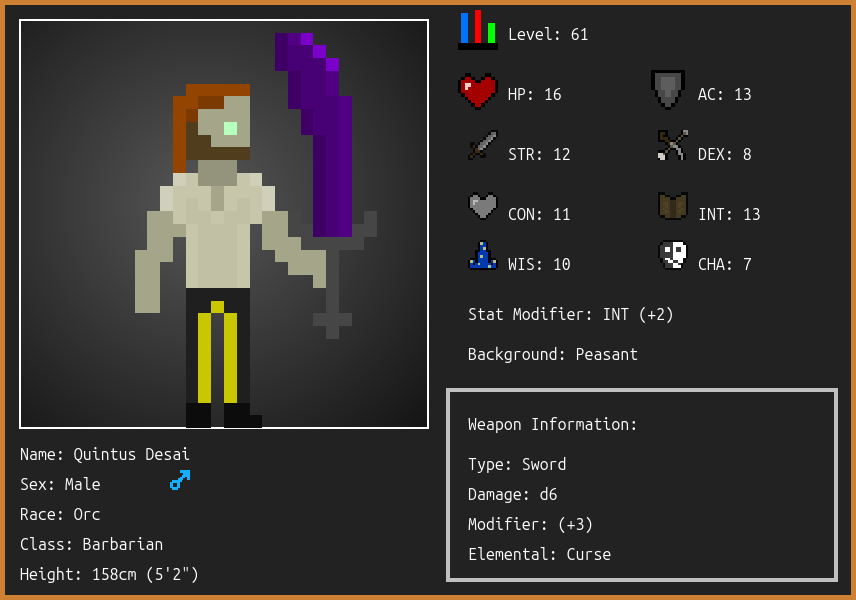 Level: 61
HP: 16
AC: 13
STR: 12
DEX: 8
CON: 11
INT: 13
WIS: 10
CHA: 7
Stat Modifier: INT (+2)
Background: Peasant
Weapon Information:
Type: Sword
Damage: d6
Modifier: (+3)
Elemental: Curse
Name: Quintus Desai
Sex: Male
Race: Orc
Class: Barbarian
Height: 158cm (5'2")